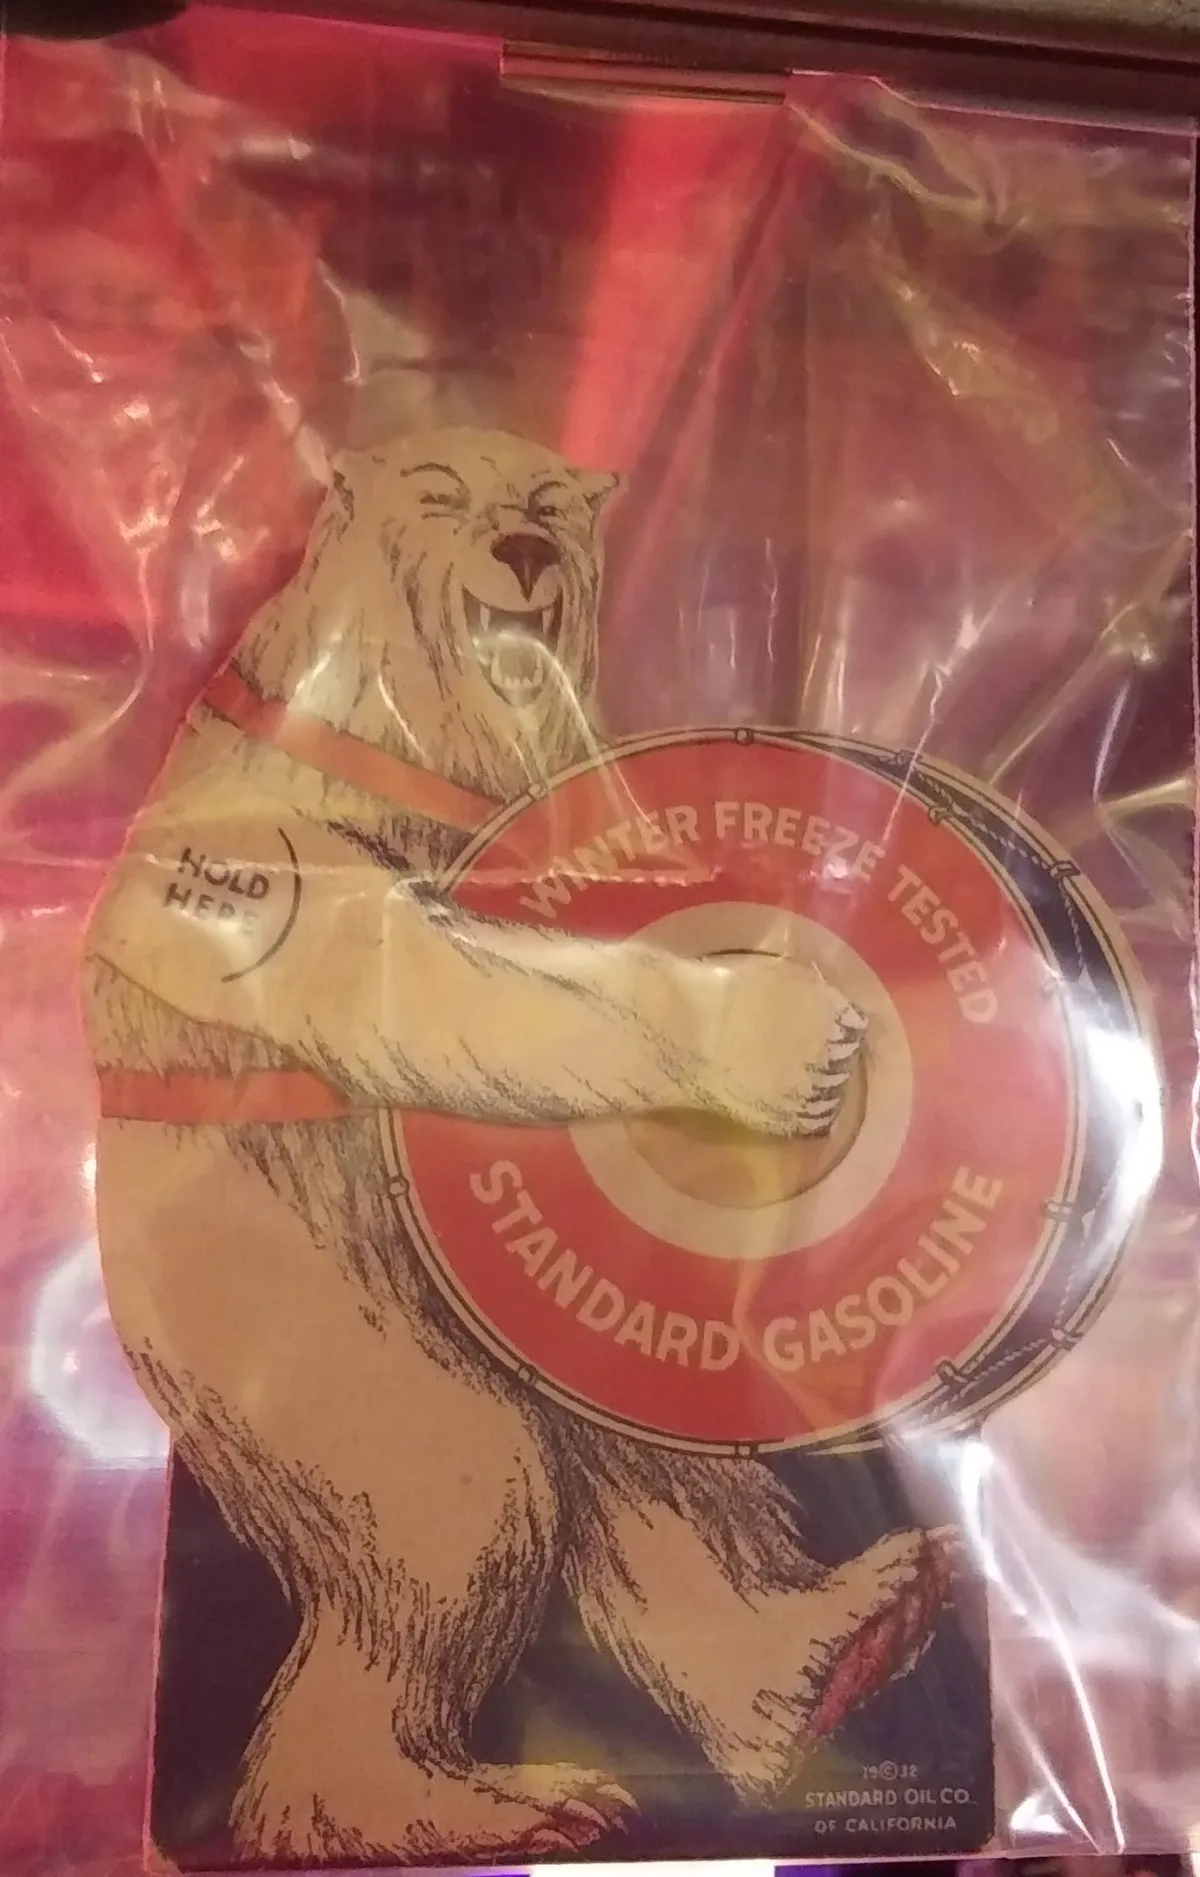 HOLD
HERE
WINTER FREEZE TESTED
STANDARD GASOLINE
19©32
STANDARD OIL CO.
OF CALIFORNIA